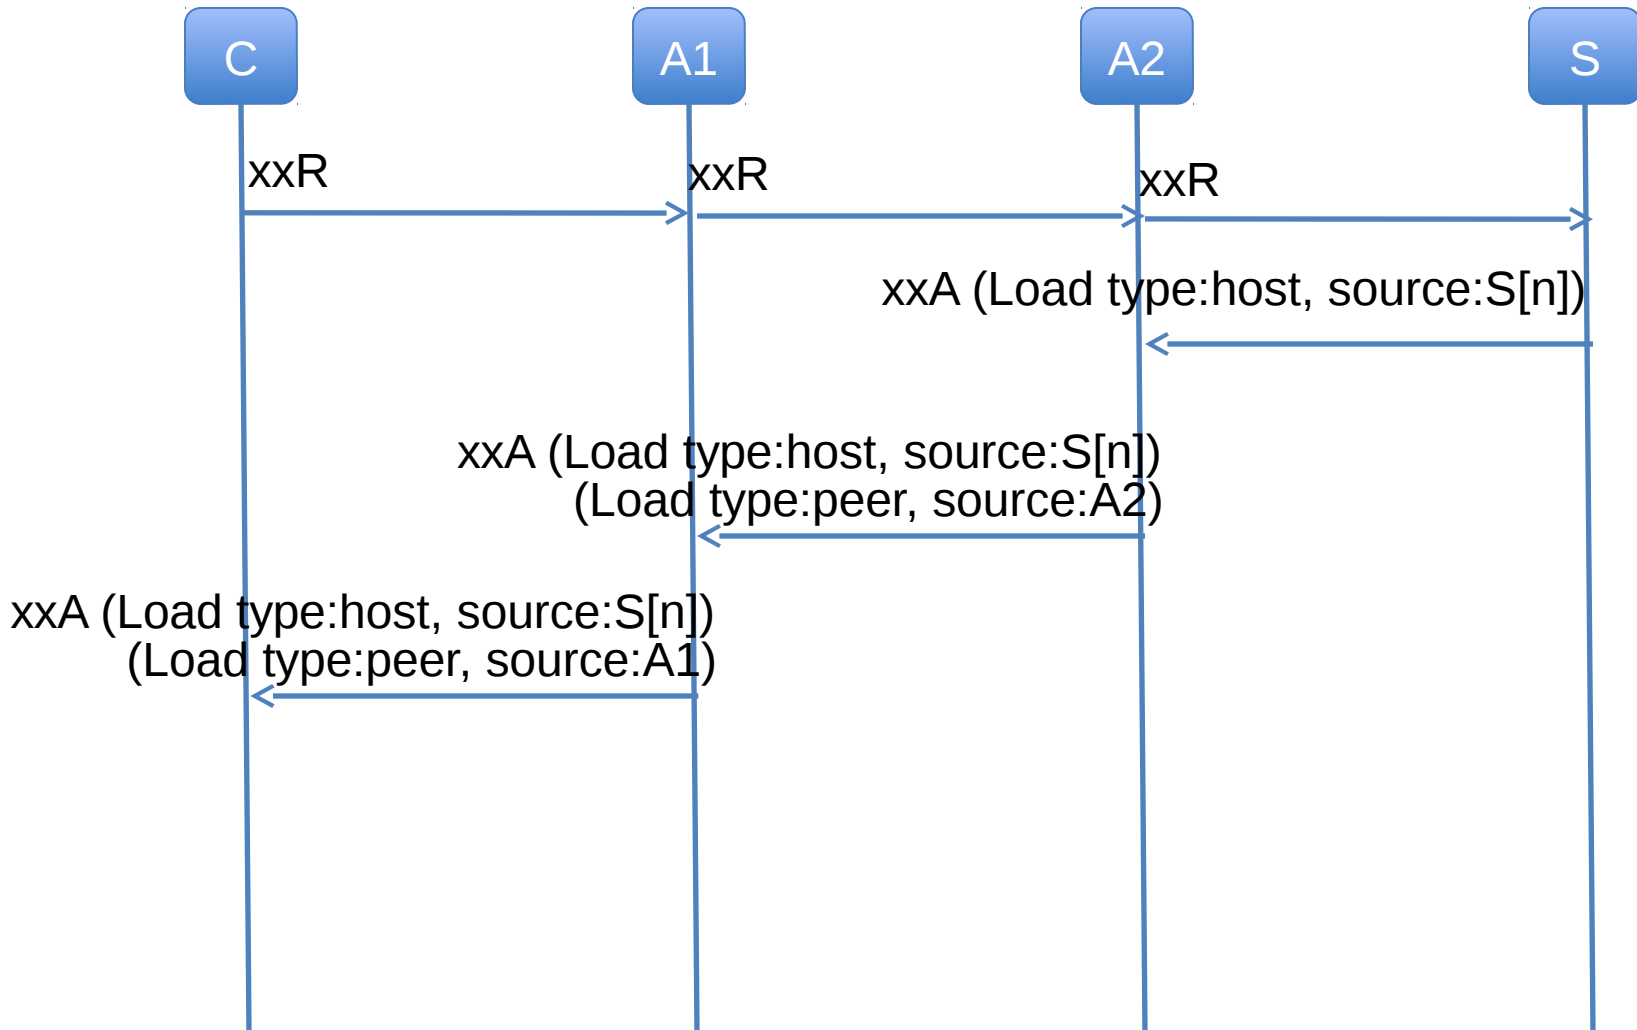 C
A1
A2
S
xxR
xxR
xxR
xxA (Load type:host, source:S[n])
xxA (Load type:host, source:S[n])
(Load type:peer, source:A2)
xxA (Load type:host, source:S[n])
(Load type:peer, source:A1)